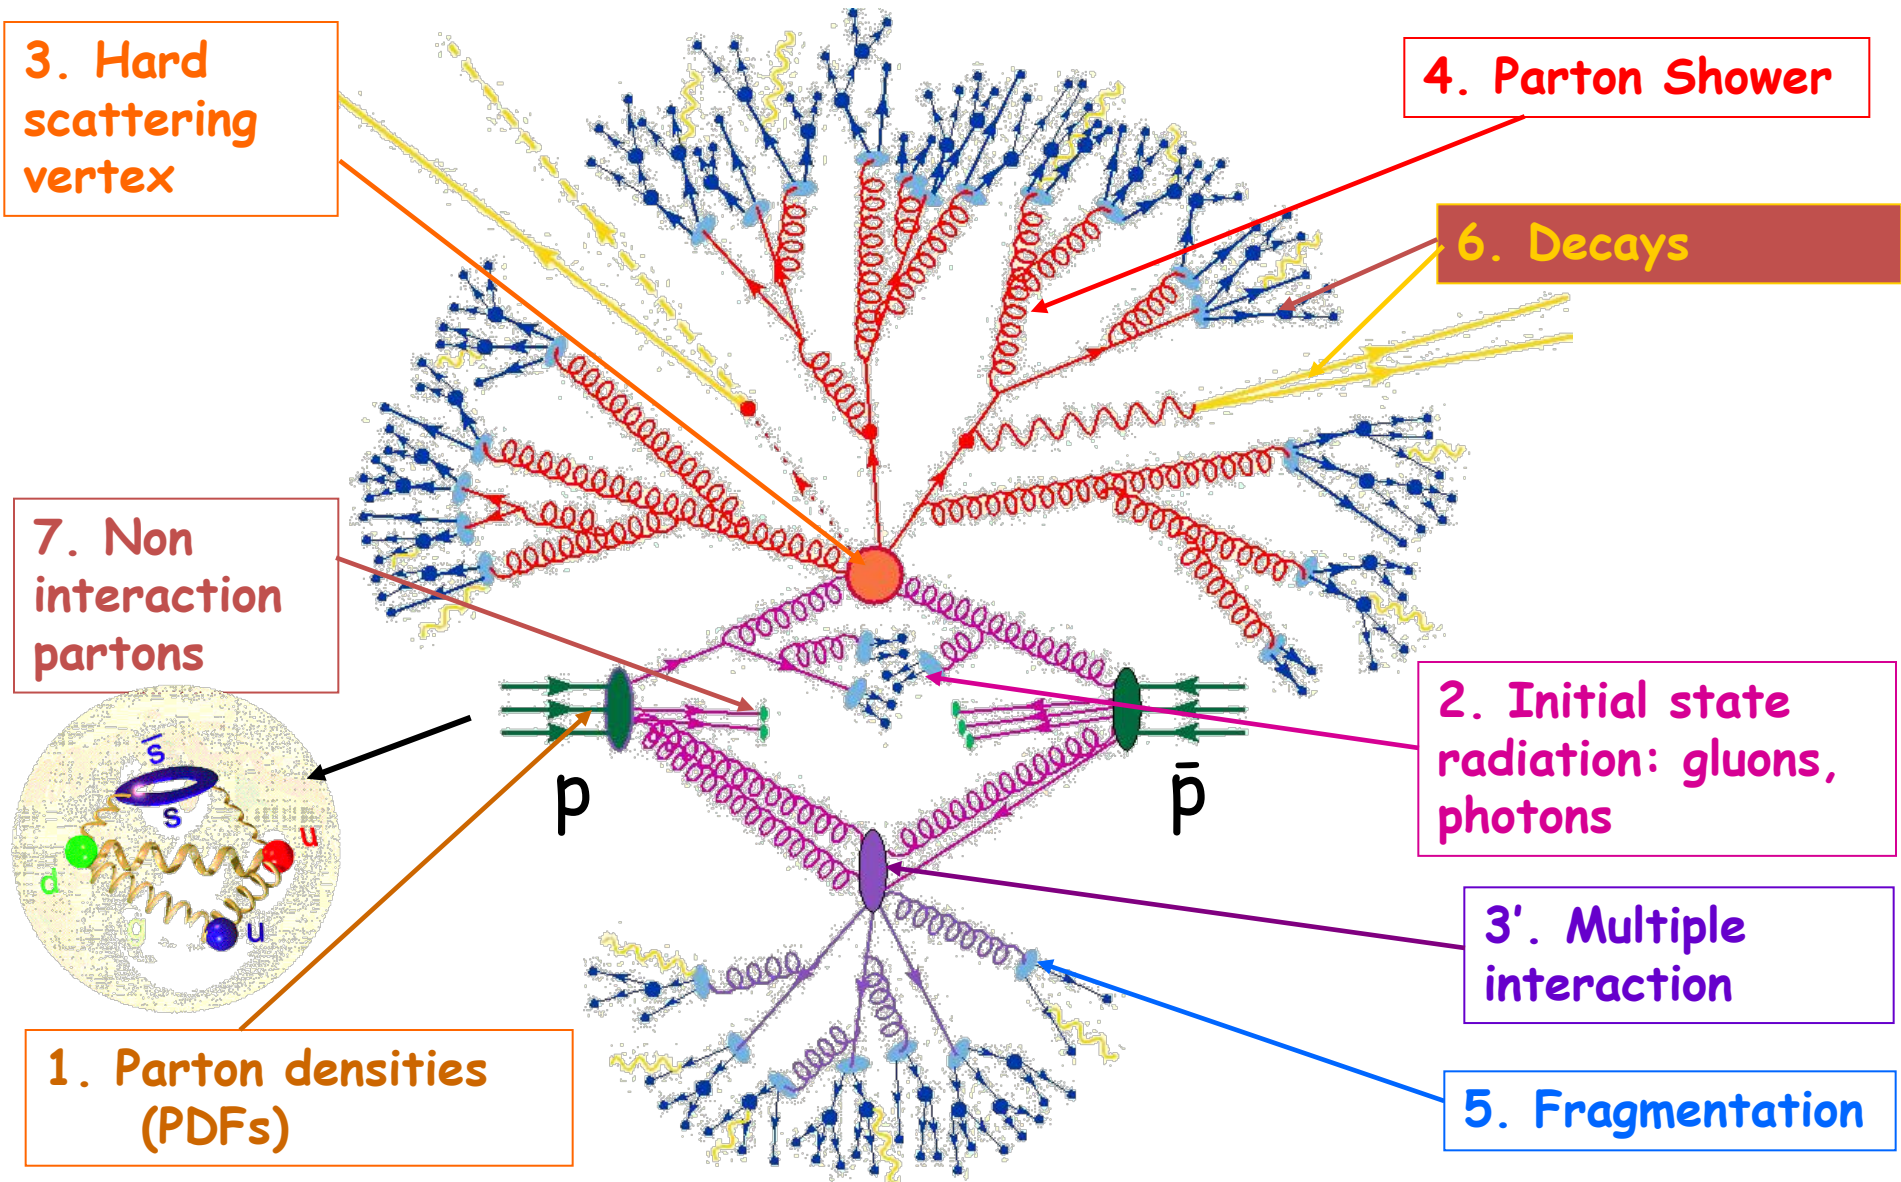 3. Hard
scattering
vertex
4. Parton Shower
6. Decays
7. Non
interaction
partons
2. Initial state
radiation: gluons,
photons
p
p̄
s̄
s
u
d
g
u
3’. Multiple
interaction
1. Parton densities
(PDFs)
5. Fragmentation